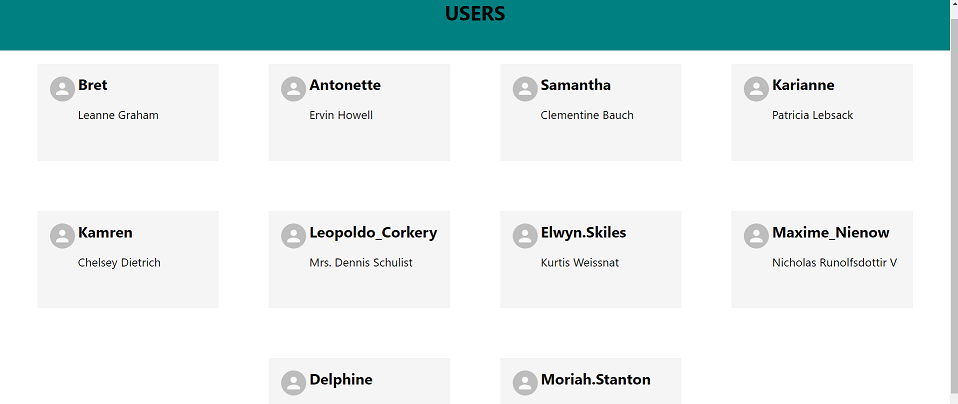 USERS
Bret
Leanne Graham
Antonette
Ervin Howell
Samantha
Clementine Bauch
Karianne
Patricia Lebsack
Kamren
Chelsey Dietrich
Leopoldo_Corkery
Mrs. Dennis Schulist
Elwyn.Skiles
Kurtis Weissnat
Maxime_Nienow
Nicholas Runolfsdottir V
Delphine
Moriah.Stanton